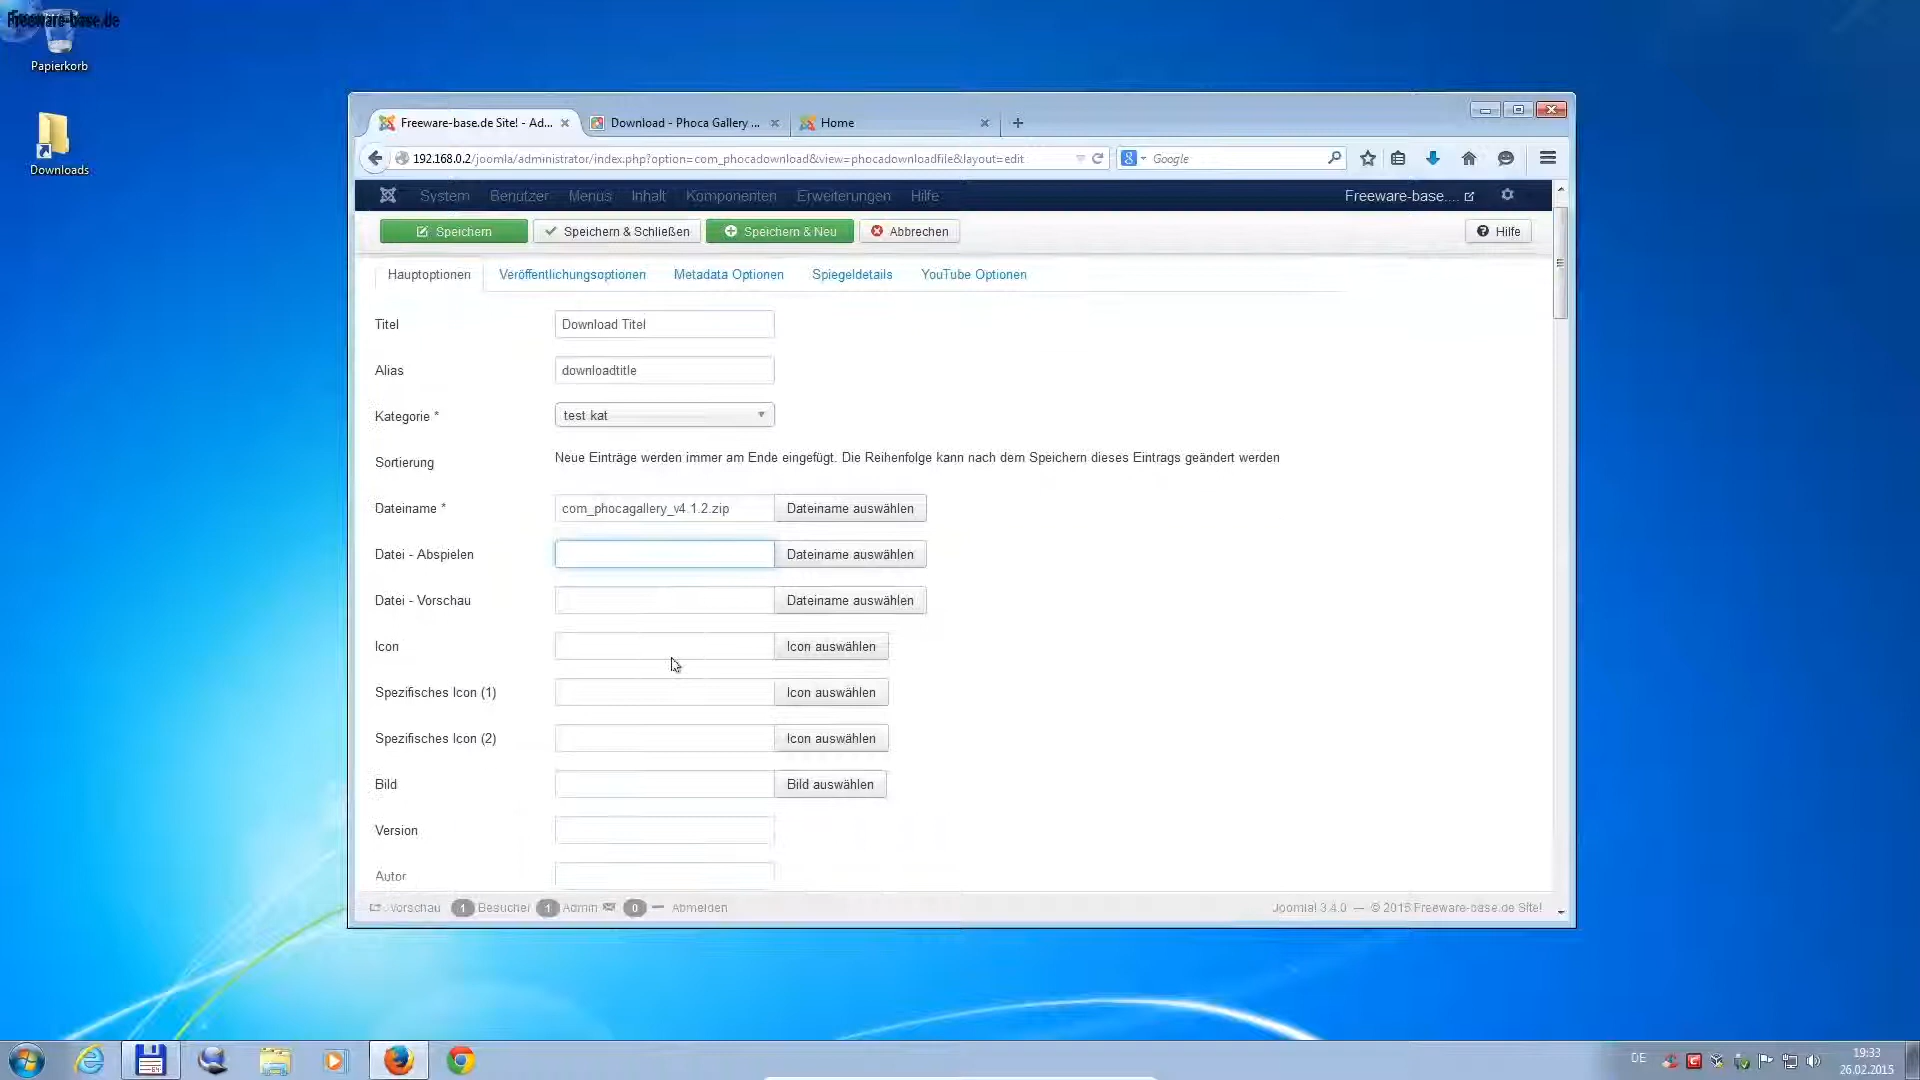 Freeware-base.de
Papierkorb
Downloads
Freeware-base.de Site! - Ad...
Download - Phoca Gallery ...
Home
192.168.0.2/joomla/administrator/index.php?option=com_phocadownload&view=phocadownloadfile&layout=edit
Google
System Benutzer Menüs Inhalt Komponenten Erweiterungen Hilfe
Freeware-base....
Speichern
Speichern & Schließen
Speichern & Neu
Abbrechen
Hilfe
Hauptoptionen
Veröffentlichungsoptionen
Metadata Optionen
Spiegeldetails
YouTube Optionen
Titel
Download Titel
Alias
downloadtitle
Kategorie *
test kat
Sortierung
Neue Einträge werden immer am Ende eingefügt. Die Reihenfolge kann nach dem Speichern dieses Eintrags geändert werden
Dateiname *
com_phocagallery_v4.1.2.zip
Dateiname auswählen
Datei - Abspielen
Dateiname auswählen
Datei - Vorschau
Dateiname auswählen
Icon
Icon auswählen
Spezifisches Icon (1)
Icon auswählen
Spezifisches Icon (2)
Icon auswählen
Bild
Bild auswählen
Version
Autor
Vorschau 1 Besucher 1 Admin 0 Abmelden
Joomla! 3.4.0 — © 2015 Freeware-base.de Site!
DE
19:33
26.02.2015